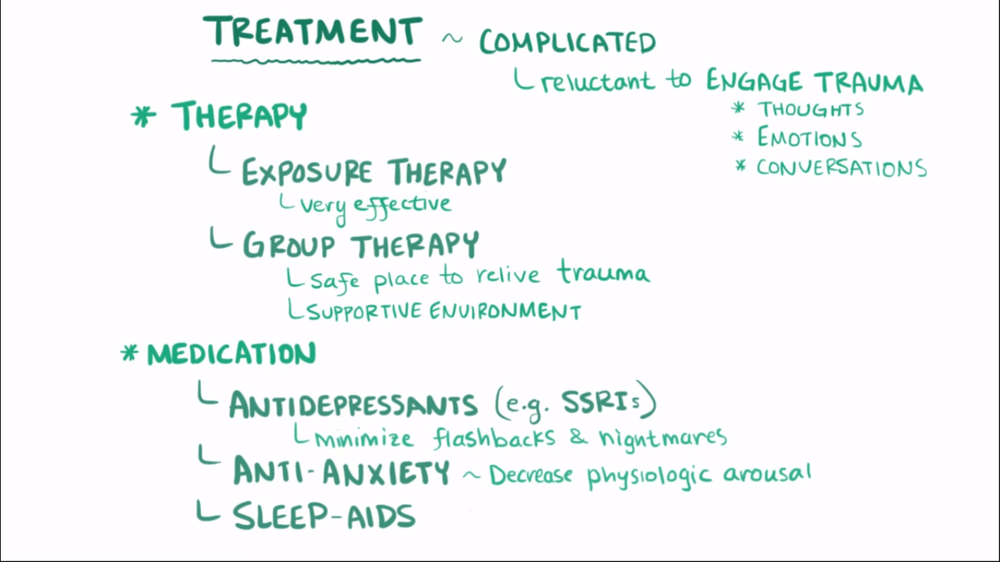 TREATMENT ~ COMPLICATED
reluctant to ENGAGE TRAUMA
* THERAPY
* THOUGHTS
* EMOTIONS
* CONVERSATIONS
EXPOSURE THERAPY
very effective
GROUP THERAPY
safe place to relive trauma
SUPPORTIVE ENVIRONMENT
* MEDICATION
ANTIDEPRESSANTS (e.g. SSRIs)
minimize flashbacks & nightmares
ANTI-ANXIETY ~ Decrease physiologic arousal
SLEEP-AIDS